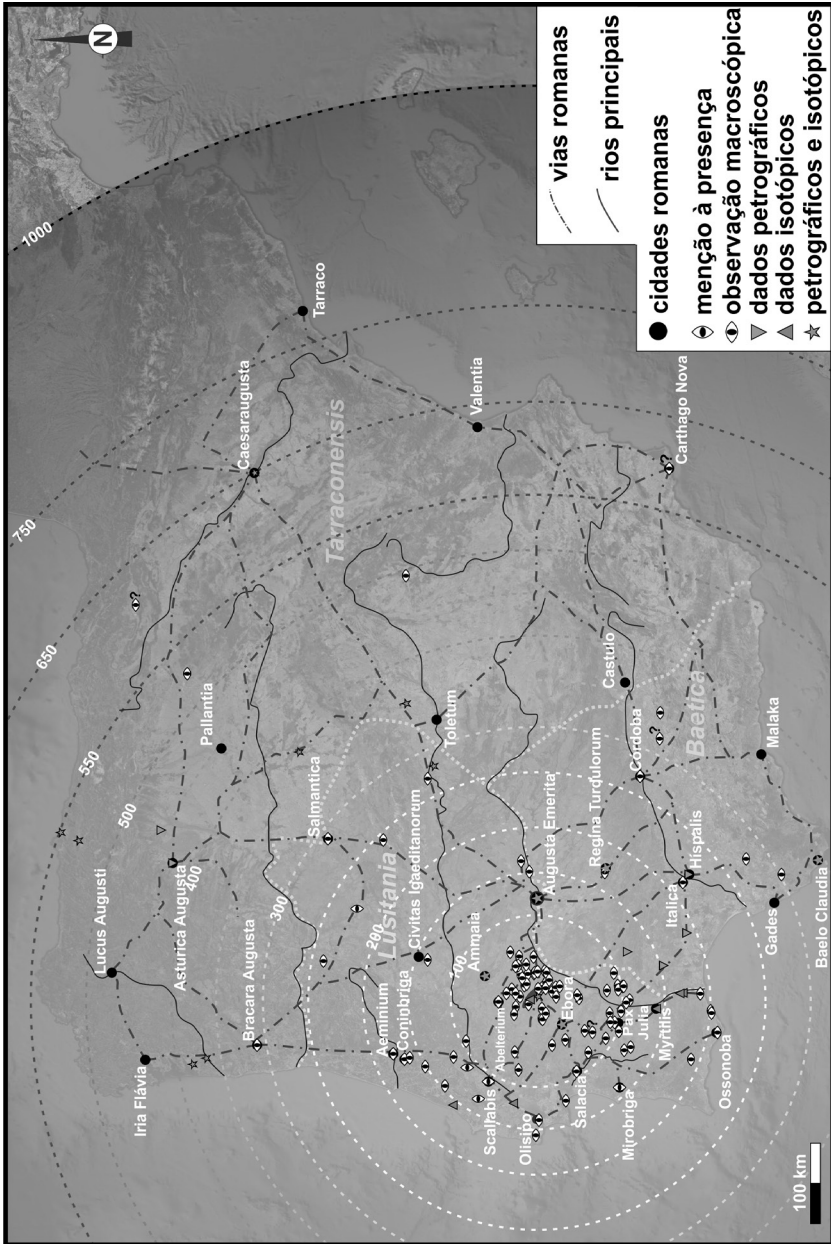 N
1000
750
650
550
500
400
300
200
100
Tarraco
Caesaraugusta
Tarraconensis
Valentia
Carthago Nova
?
?
Pallantia
Toletum
Castulo
Baetica
Malaka
Lucus Augusti
Asturica Augusta
Salmantica
Lusitania
Civitas Igaeditanorum
Augusta Emerita
Regina Turdulorum
Córdoba
?
Hispalis
Italica
Gades
Baelo Claudia
Iria Flávia
Bracara Augusta
Aeminium
Conimbriga
Ammaia
Abelterium
Ebora
?
Pax
Julia
Myrtilis
Ossonoba
Scallabis
Olisipo
Salacia
Mirobriga
100 km
vias romanas
rios principais
cidades romanas
menção à presença
observação macroscópica
dados petrográficos
dados isotópicos
petrográficos e isotópicos